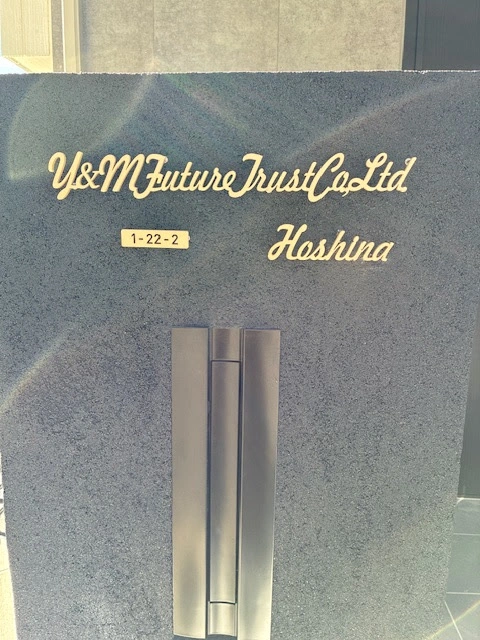 Y&M Future Trust Co,Ltd.
1-22-2
Hoshina